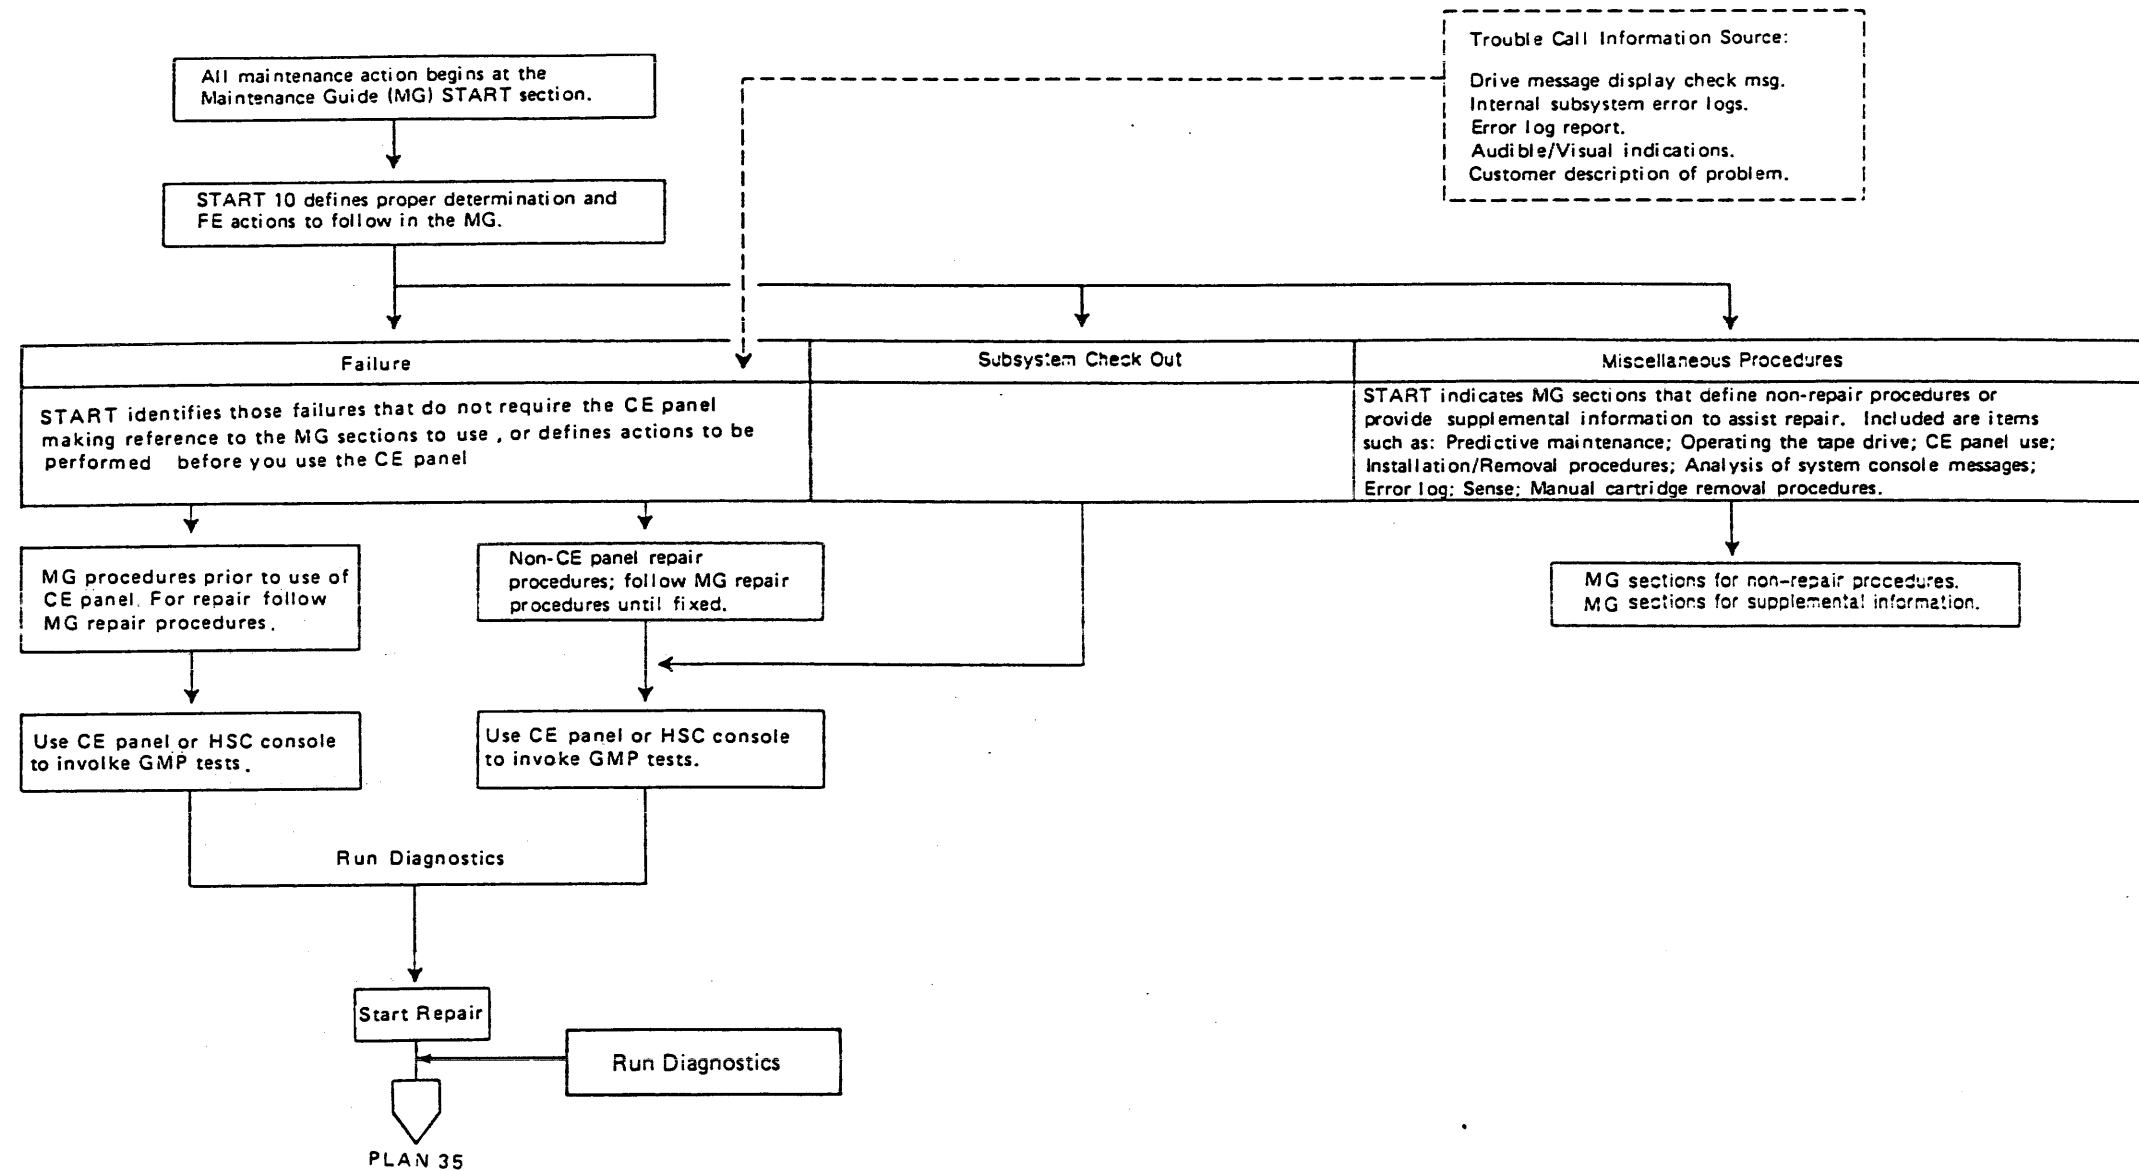 Trouble Call Information Source:
Drive message display check msg.
Internal subsystem error logs.
Error log report.
Audible/Visual indications.
Customer description of problem.
All maintenance action begins at the
Maintenance Guide (MG) START section.
START 10 defines proper determination and
FE actions to follow in the MG.
Failure
Subsystem Check Out
Miscellaneous Procedures
START identifies those failures that do not require the CE panel
making reference to the MG sections to use , or defines actions to be
performed before you use the CE panel
START indicates MG sections that define non-repair procedures or
provide supplemental information to assist repair. Included are items
such as: Predictive maintenance; Operating the tape drive; CE panel use;
Installation/Removal procedures; Analysis of system console messages;
Error log; Sense; Manual cartridge removal procedures.
MG procedures prior to use of
CE panel. For repair follow
MG repair procedures.
Non-CE panel repair
procedures; follow MG repair
procedures until fixed.
MG sections for non-repair procedures.
MG sections for supplemental information.
Use CE panel or HSC console
to involke GMP tests.
Use CE panel or HSC console
to invoke GMP tests.
Run Diagnostics
Start Repair
Run Diagnostics
PLAN 35